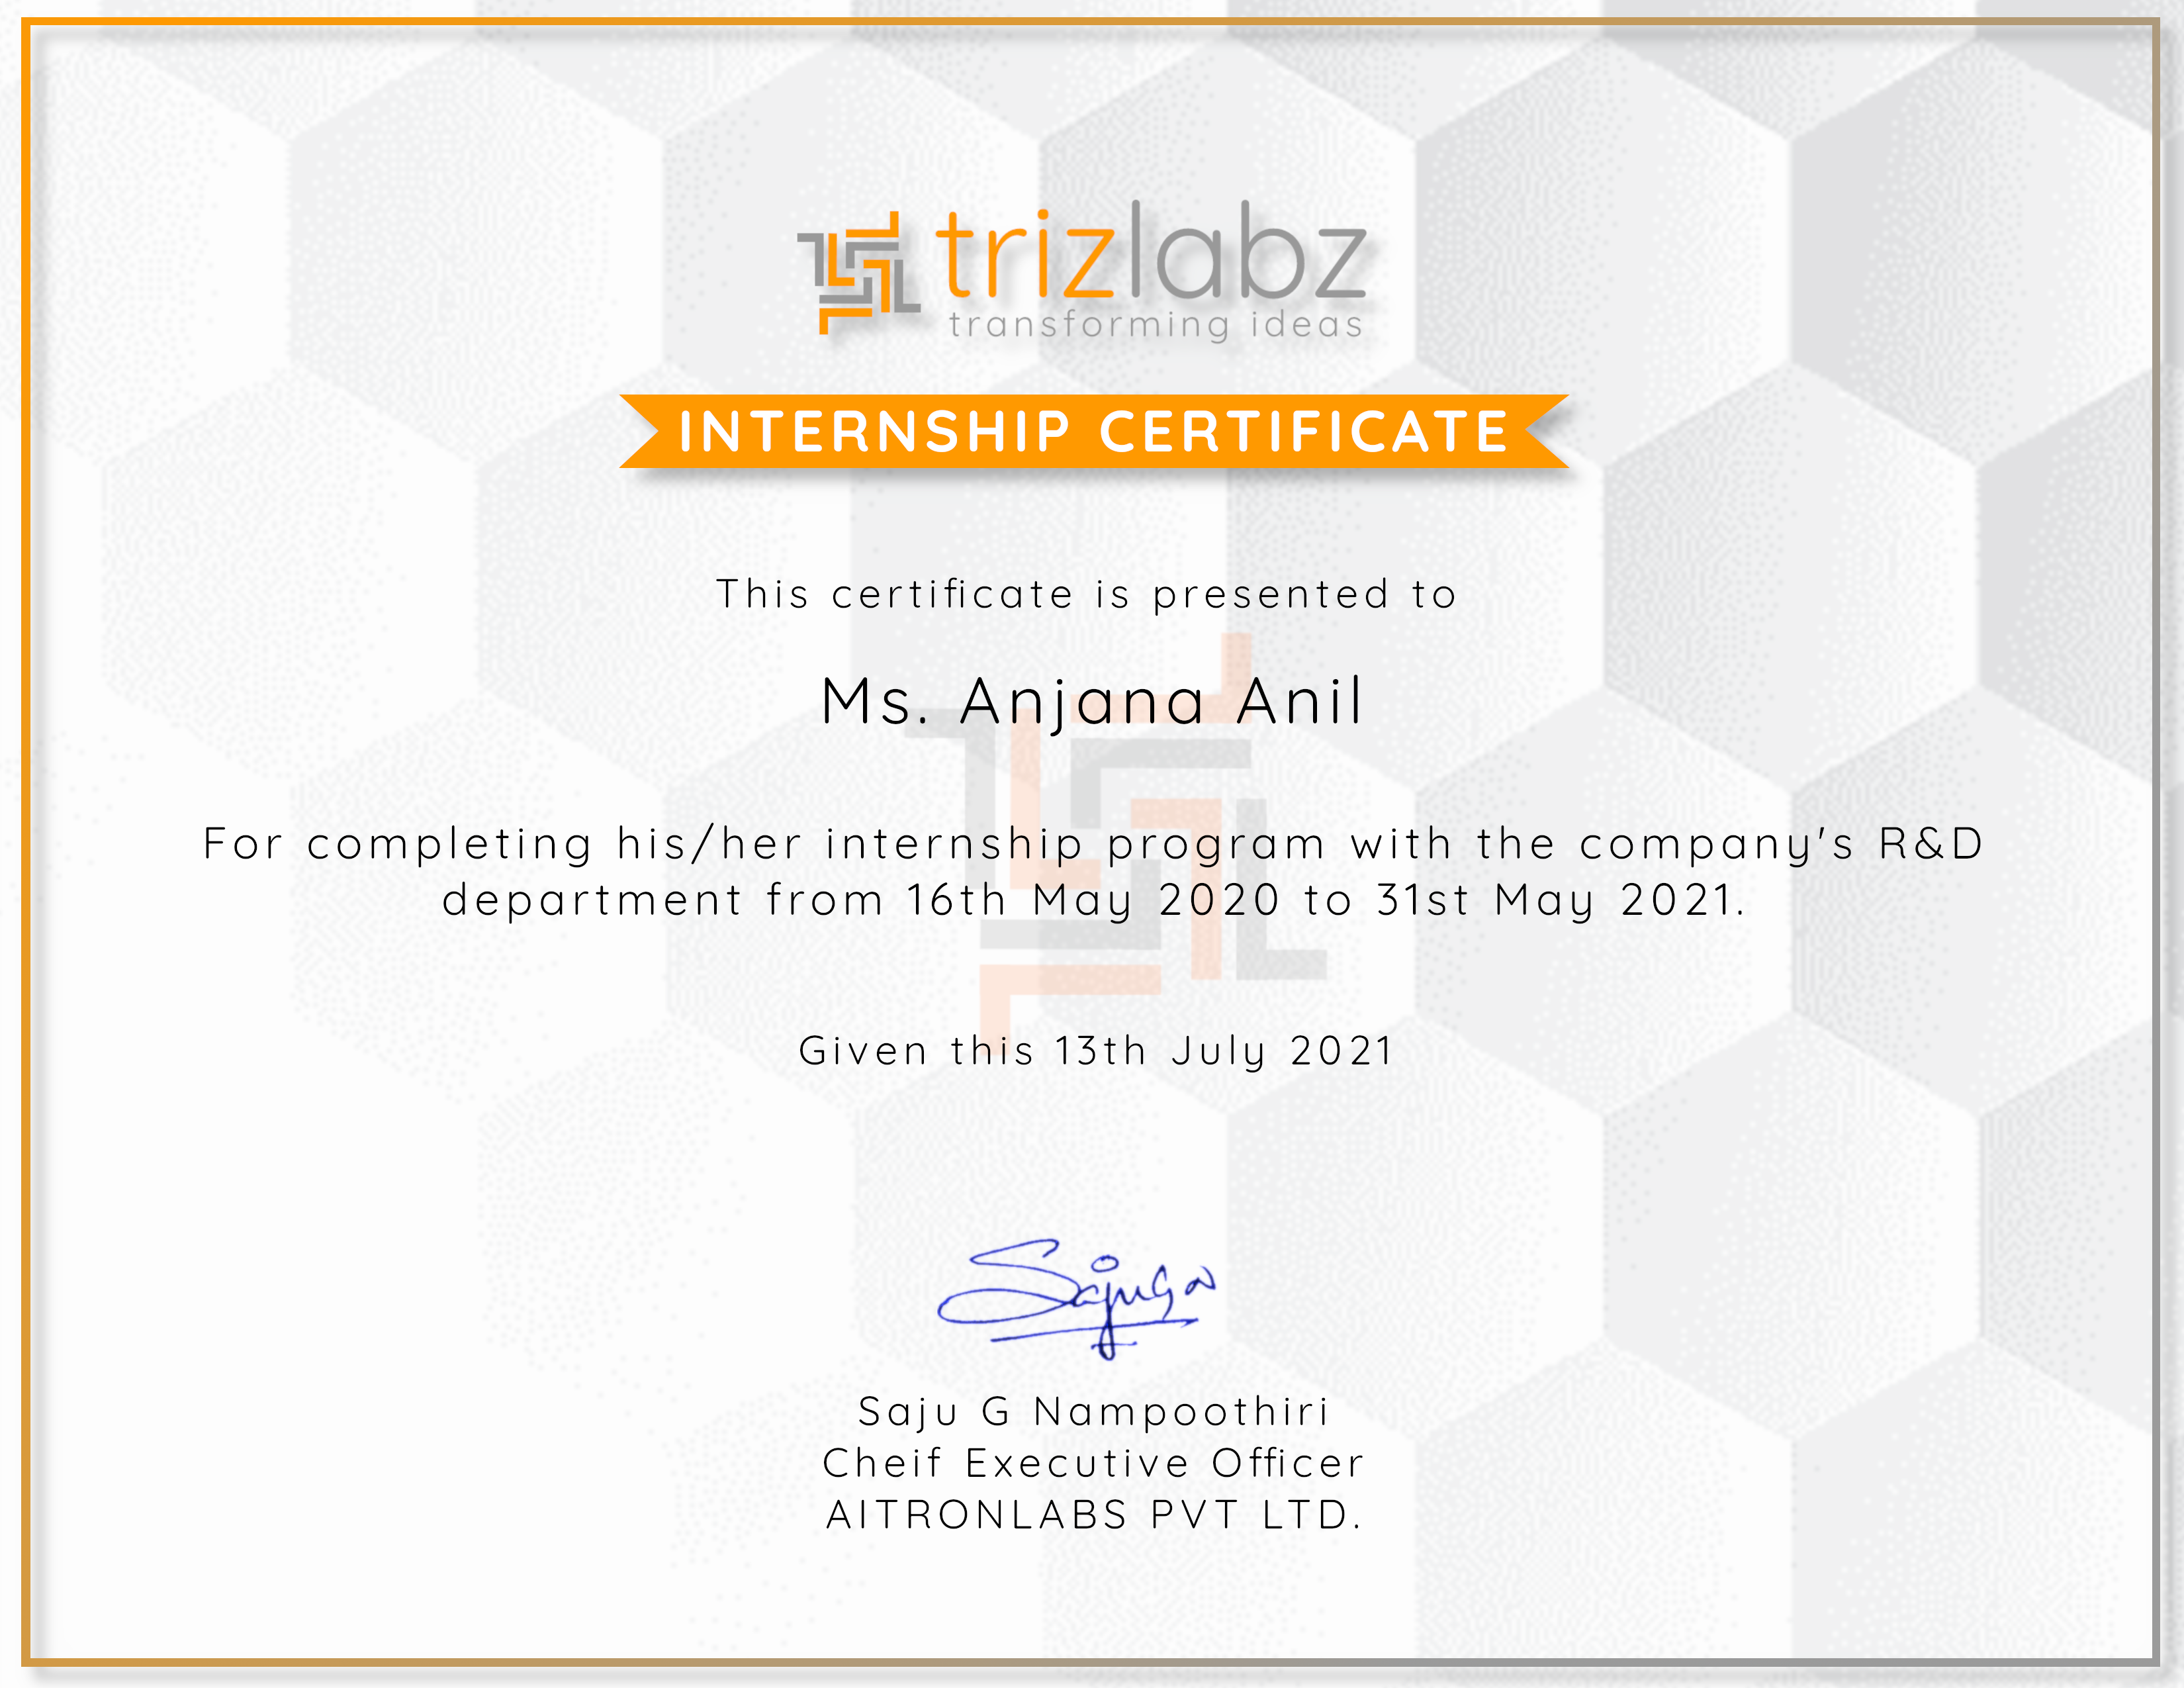 trizlabz
transforming ideas
INTERNSHIP CERTIFICATE
This certificate is presented to
Ms. Anjana Anil
For completing his/her internship program with the company's R&D
department from 16th May 2020 to 31st May 2021.
Given this 13th July 2021
Saju G N
Saju G Nampoothiri
Cheif Executive Officer
AITRONLABS PVT LTD.